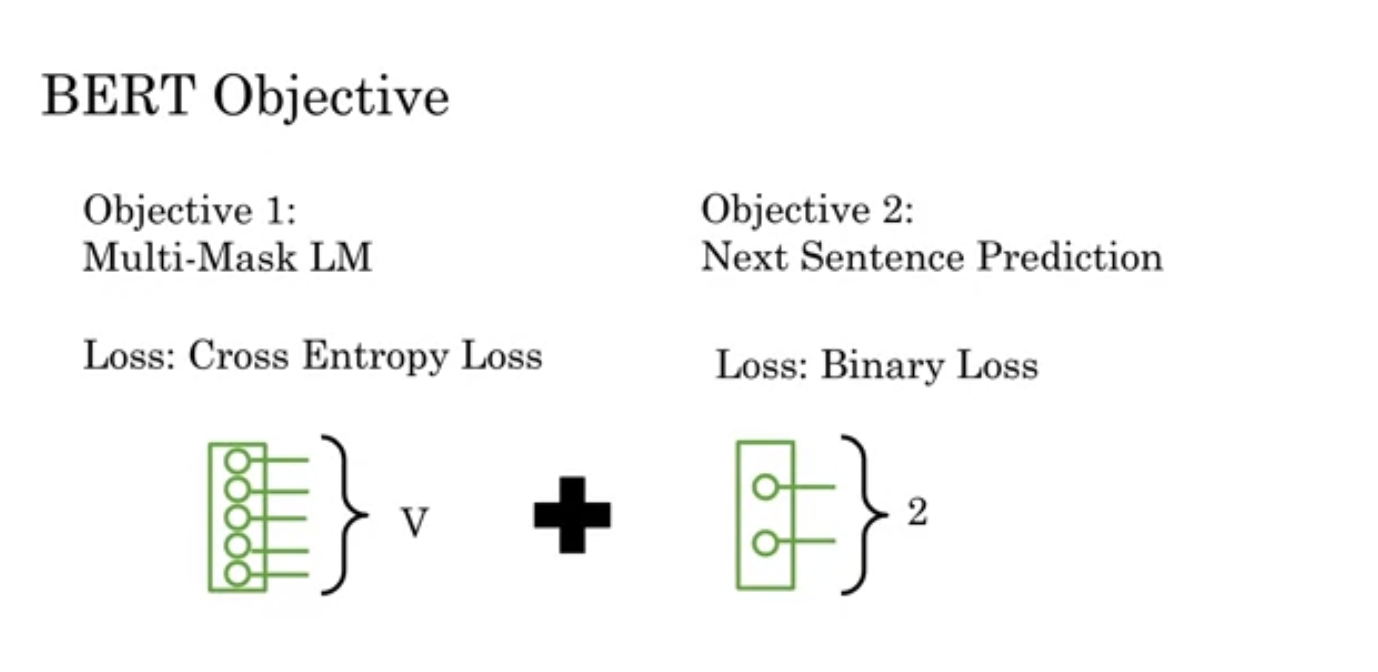 BERT Objective
Objective 1:
Multi-Mask LM
Loss: Cross Entropy Loss
V
Objective 2:
Next Sentence Prediction
Loss: Binary Loss
2